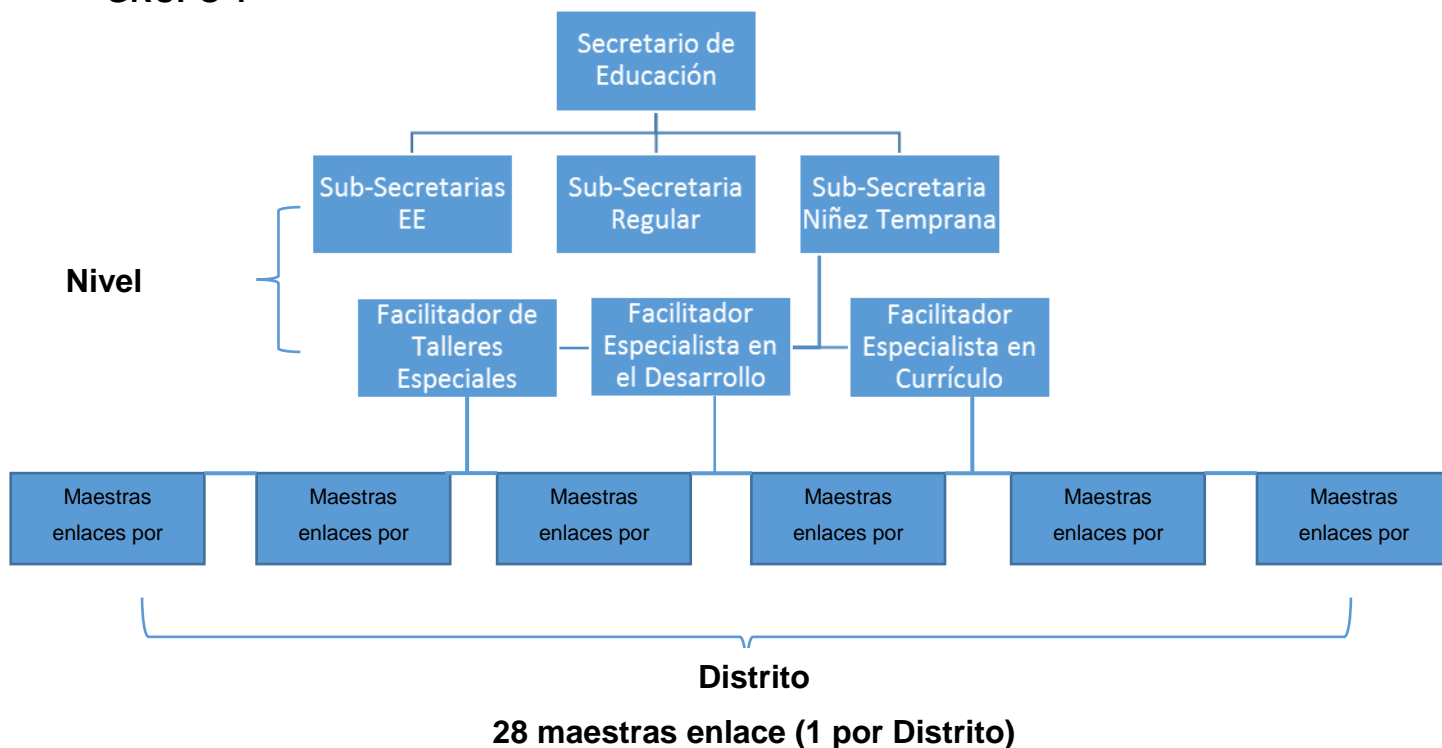 Secretario de
Educación
Sub-Secretarias
EE
Sub-Secretaria
Regular
Sub-Secretaria
Niñez Temprana
Nivel
Facilitador de
Talleres
Especiales
Facilitador
Especialista en
el Desarrollo
Facilitador
Especialista en
Currículo
Maestras
enlaces por
Maestras
enlaces por
Maestras
enlaces por
Maestras
enlaces por
Maestras
enlaces por
Maestras
enlaces por
Distrito
28 maestras enlace (1 por Distrito)